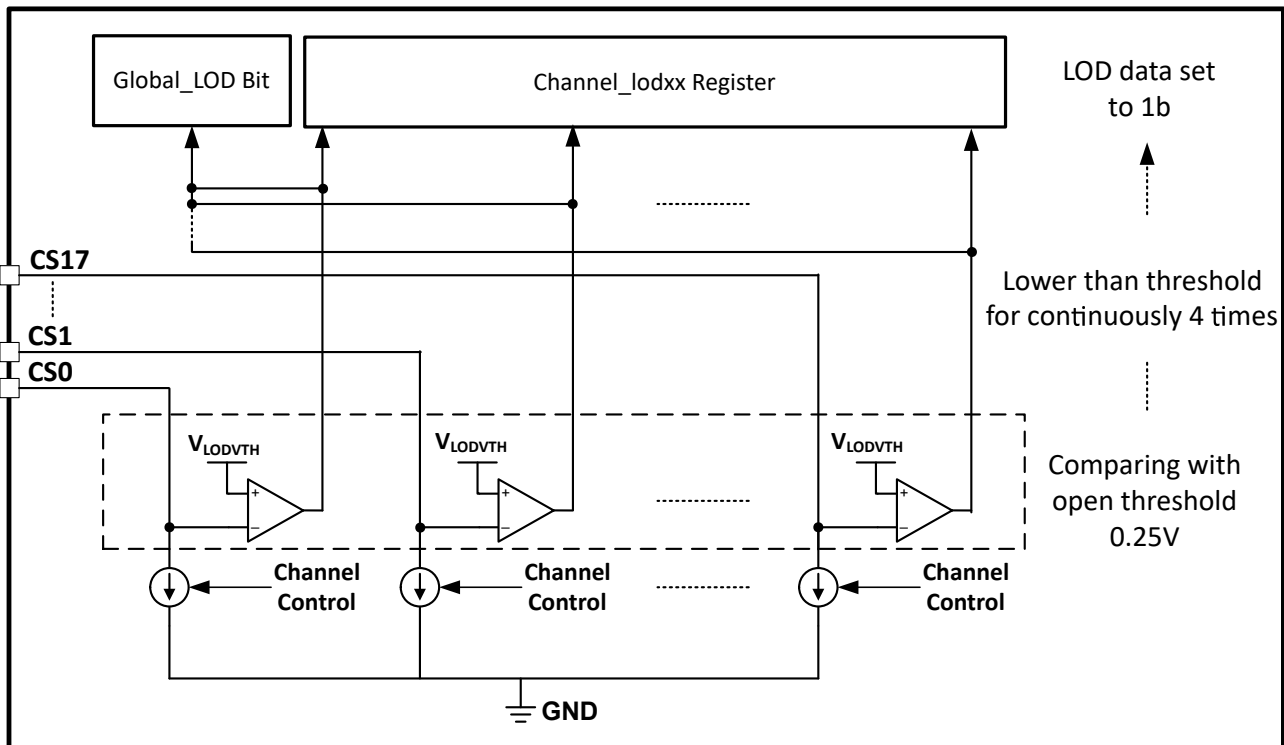 Global_LOD Bit
Channel_lodxx Register
LOD data set
to 1b
CS17
CS1
CS0
Lower than threshold
for continuously 4 times
VLODVTH
VLODVTH
VLODVTH
+
−
+
−
+
−
Comparing with
open threshold
0.25V
Channel
Control
Channel
Control
Channel
Control
GND